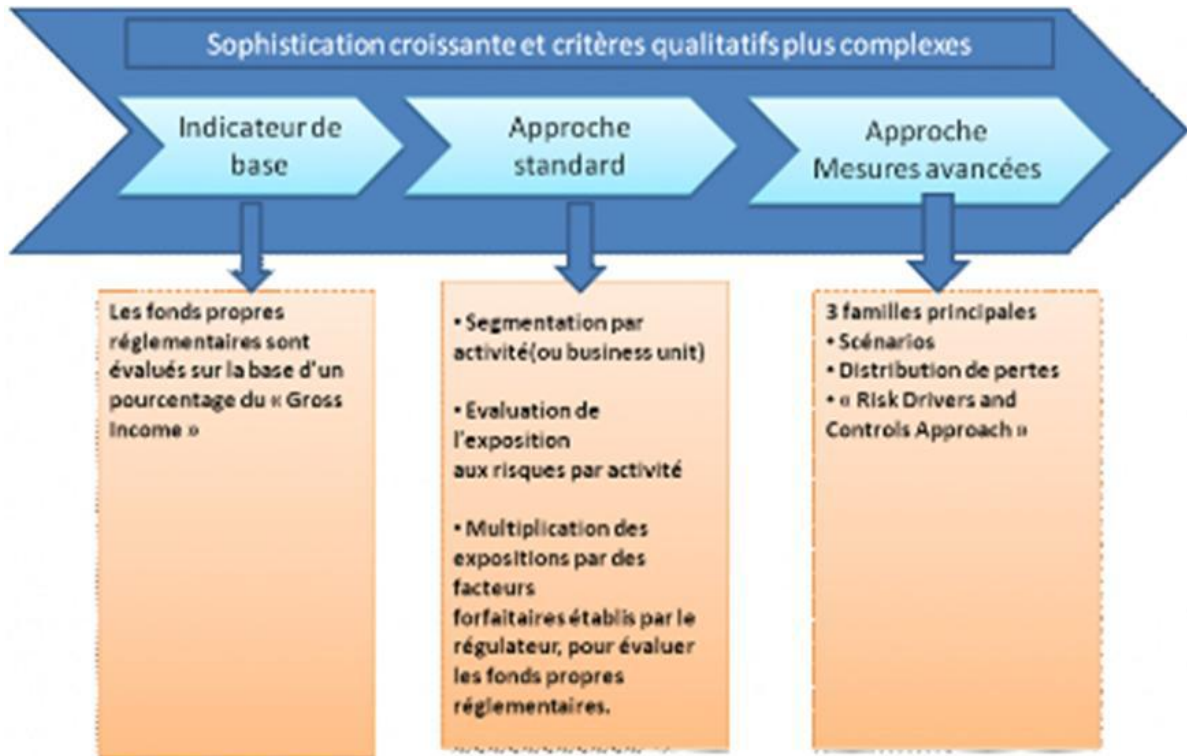 Sophistication croissante et critères qualitatifs plus complexes
Indicateur de
base
Approche
standard
Approche
Mesures avancées
Les fonds propres
réglementaires sont
évalués sur la base d'un
pourcentage du « Gross
Income »
• Segmentation par
activité(ou business unit)
• Evaluation de
l'exposition
aux risques par activité
• Multiplication des
expositions par des
facteurs
forfaitaires établis par le
régulateur, pour évaluer
les fonds propres
réglementaires.
3 familles principales
• Scénarios
• Distribution de pertes
• « Risk Drivers and
Controls Approach »